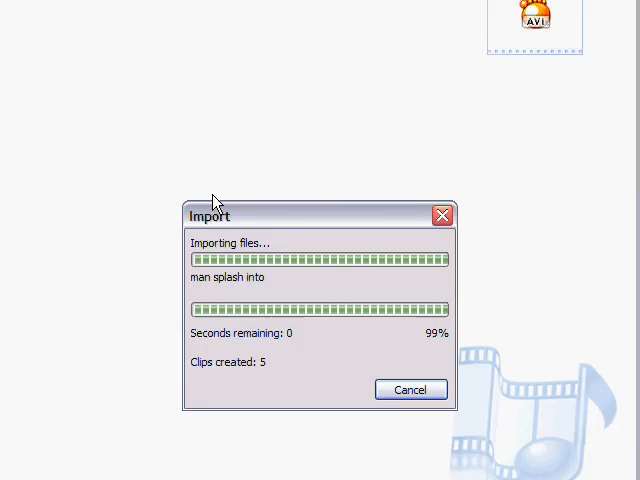 AVI
Import
Importing files...
man splash into
Seconds remaining: 0 99%
Clips created: 5
Cancel